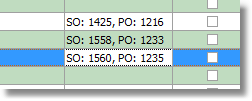 SO: 1425, PO: 1216
SO: 1558, PO: 1233
SO: 1560, PO: 1235